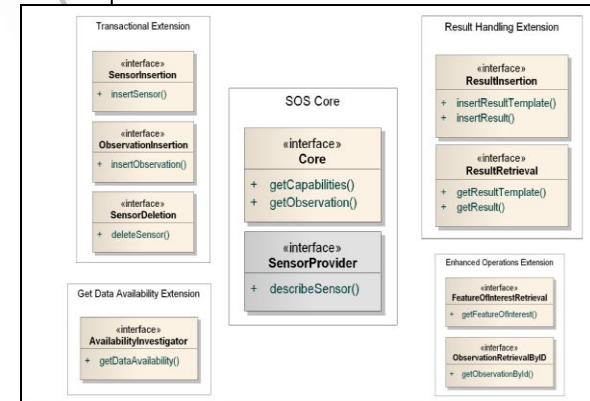 Transactional Extension
«interface»
SensorInsertion
+ insertSensor()
«interface»
ObservationInsertion
+ insertObservation()
«interface»
SensorDeletion
+ deleteSensor()
Get Data Availability Extension
«interface»
AvailabilityInvestigator
+ getDataAvailability()
SOS Core
«interface»
Core
+ getCapabilities()
+ getObservation()
«interface»
SensorProvider
+ describeSensor()
Result Handling Extension
«interface»
ResultInsertion
+ insertResultTemplate()
+ insertResult()
«interface»
ResultRetrieval
+ getResultTemplate()
+ getResult()
Enhanced Operations Extension
«interface»
FeatureOfInterestRetrieval
+ getFeatureOfInterest()
«interface»
ObservationRetrievalByID
+ getObservationById()